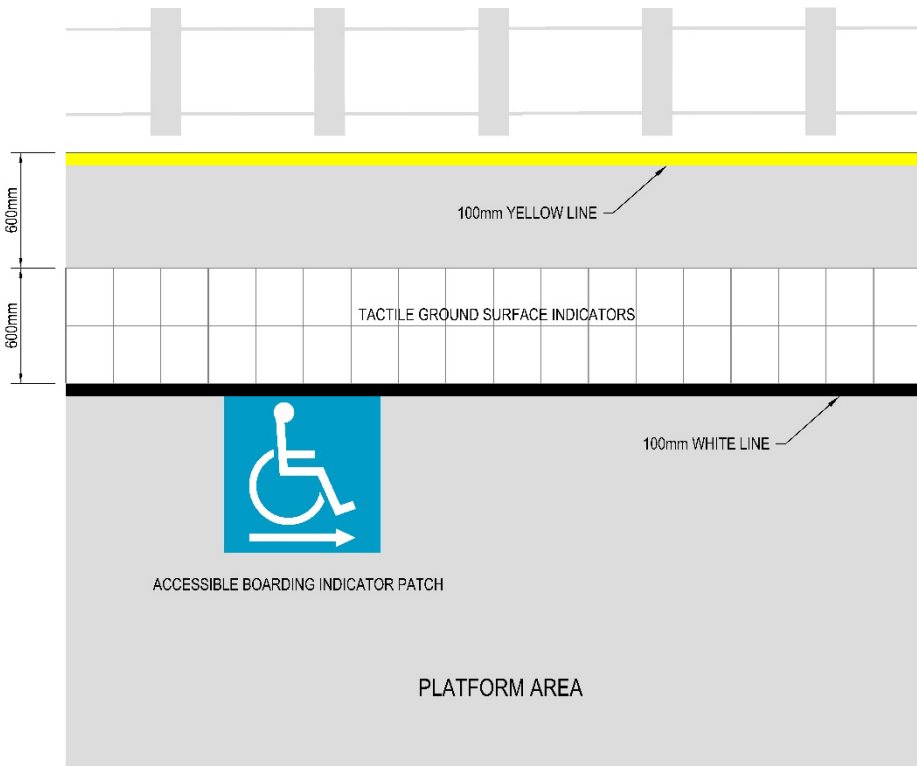 600mm
100mm YELLOW LINE
600mm
TACTILE GROUND SURFACE INDICATORS
100mm WHITE LINE
ACCESSIBLE BOARDING INDICATOR PATCH
PLATFORM AREA